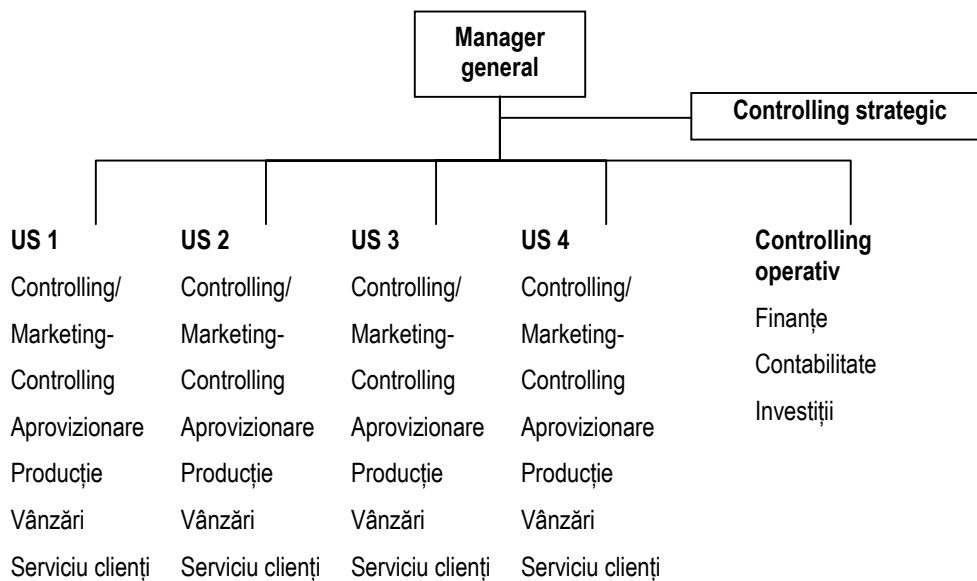 Manager
general
Controlling strategic
US 1
Controlling/
Marketing-
Controlling
Aprovizionare
Producție
Vânzări
Serviciu clienți
US 2
Controlling/
Marketing-
Controlling
Aprovizionare
Producție
Vânzări
Serviciu clienți
US 3
Controlling/
Marketing-
Controlling
Aprovizionare
Producție
Vânzări
Serviciu clienți
US 4
Controlling/
Marketing-
Controlling
Aprovizionare
Producție
Vânzări
Serviciu clienți
Controlling
operativ
Finanțe
Contabilitate
Investiții